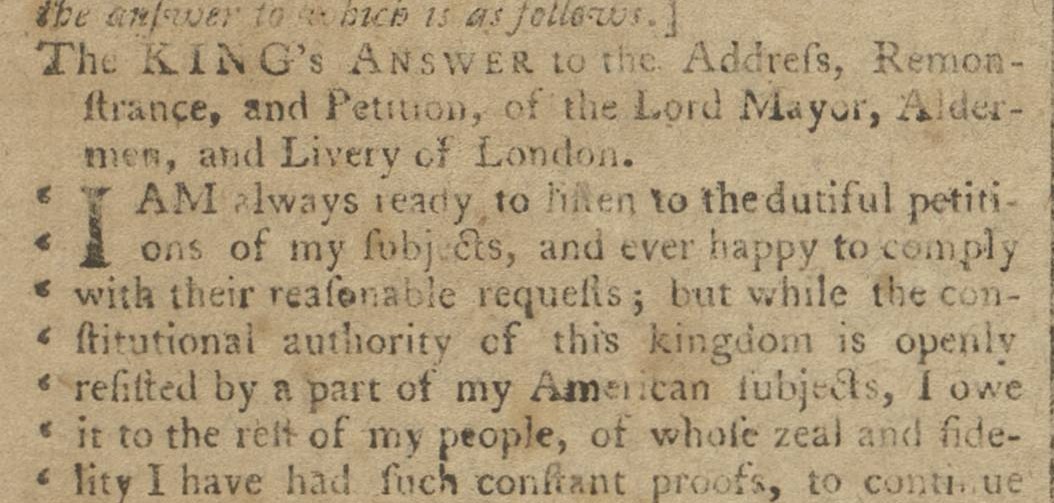 the anſwer to which is as follows.]
The KING's ANSWER to the Addreſs, Remon-
ſtrance, and Petition, of the Lord Mayor, Alder-
men, and Livery of London.
‘ I AM always ready to liſten to the dutiful petiti-
‘ ons of my ſubjects, and ever happy to comply
‘ with their reaſonable requeſts; but while the con-
‘ ſtitutional authority of this kingdom is openly
‘ reſiſted by a part of my American ſubjects, I owe
‘ it to the reſt of my people, of whoſe zeal and fide-
‘ lity I have had ſuch conſtant proofs, to continue